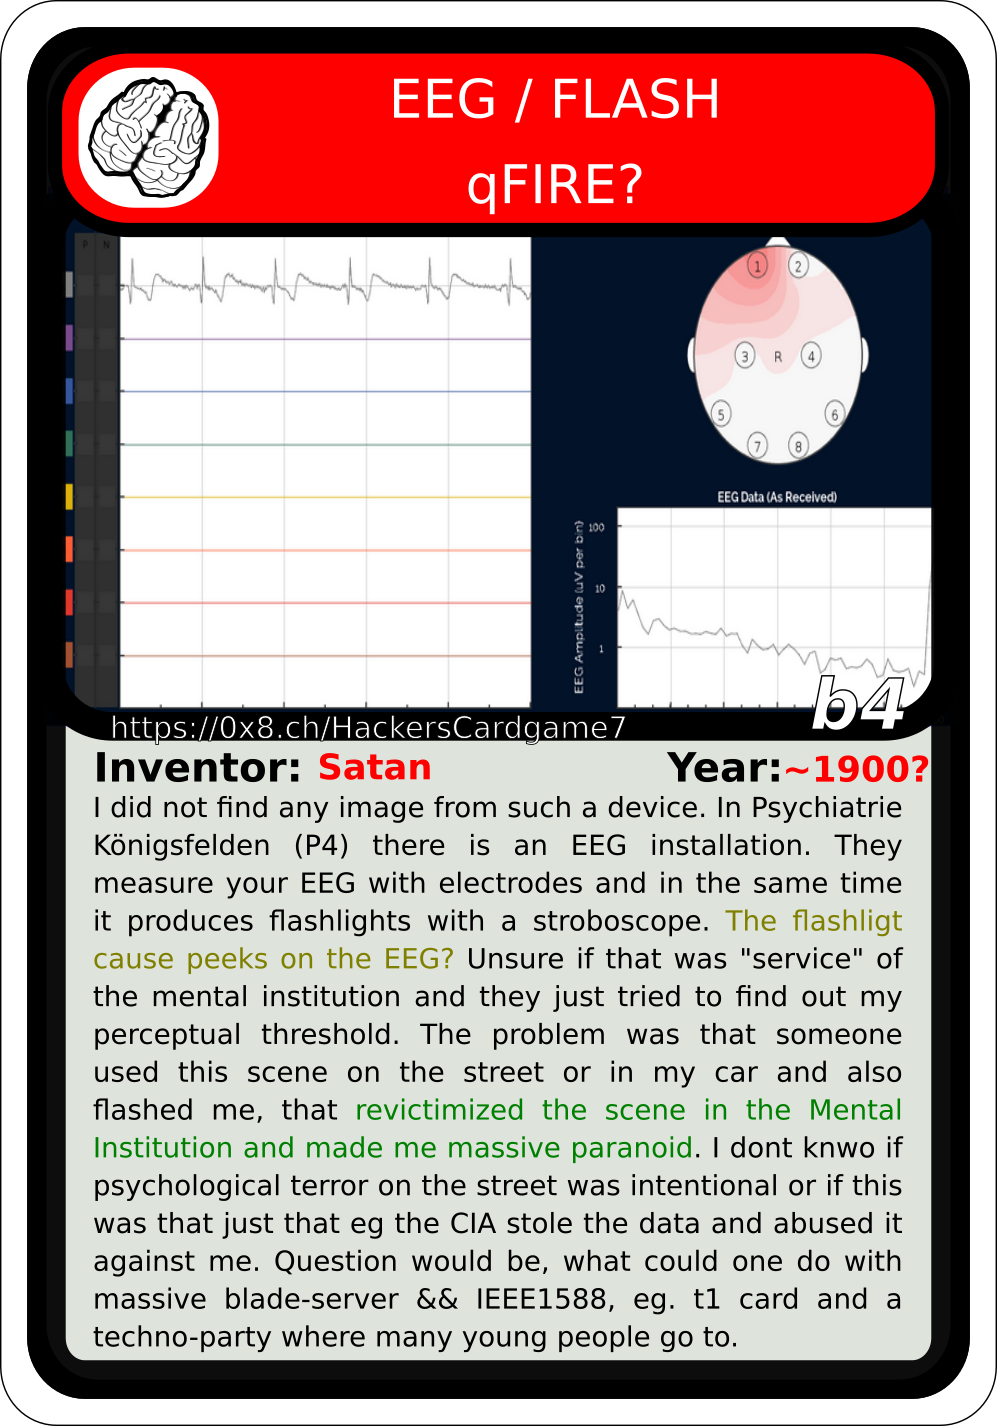 EEG / FLASH
qFIRE?
P N
1 2
3 R 4
5 6
7 8
EEG Data (As Received)
EEG Amplitude (uV per bin)
100
10
1
b4
https://0x8.ch/HackersCardgame7
Inventor: Satan Year:~1900?
I did not find any image from such a device. In Psychiatrie
Königsfelden (P4) there is an EEG installation. They
measure your EEG with electrodes and in the same time
it produces flashlights with a stroboscope. The flashligt
cause peeks on the EEG? Unsure if that was "service" of
the mental institution and they just tried to find out my
perceptual threshold. The problem was that someone
used this scene on the street or in my car and also
flashed me, that revictimized the scene in the Mental
Institution and made me massive paranoid. I dont knwo if
psychological terror on the street was intentional or if this
was that just that eg the CIA stole the data and abused it
against me. Question would be, what could one do with
massive blade-server && IEEE1588, eg. t1 card and a
techno-party where many young people go to.